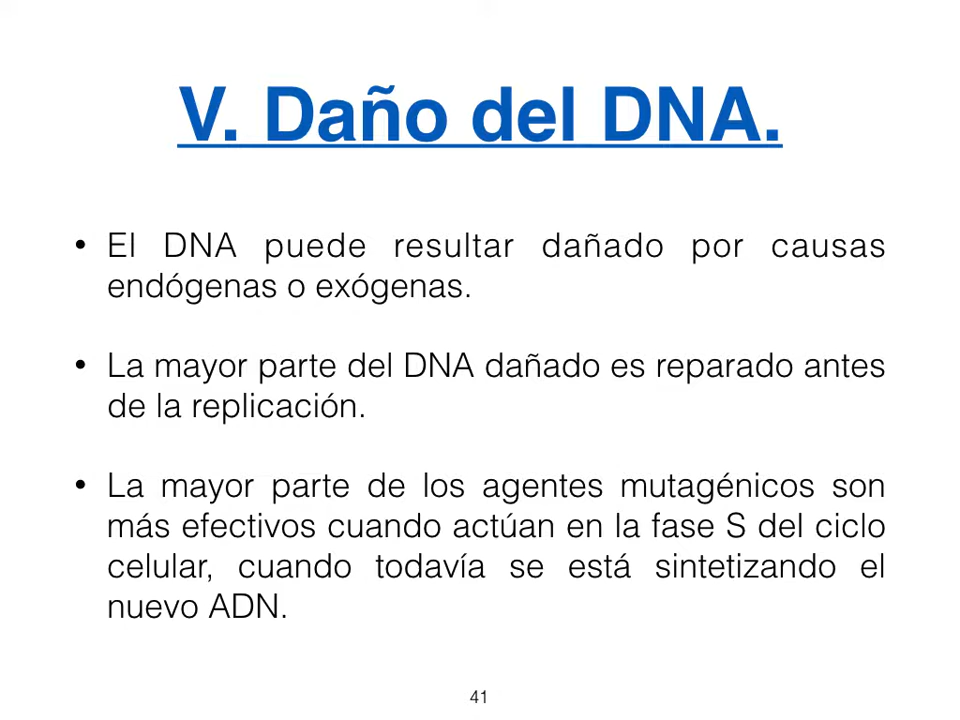 V. Daño del DNA.
• El DNA puede resultar dañado por causas
endógenas o exógenas.
• La mayor parte del DNA dañado es reparado antes
de la replicación.
• La mayor parte de los agentes mutagénicos son
más efectivos cuando actúan en la fase S del ciclo
celular, cuando todavía se está sintetizando el
nuevo ADN.
41